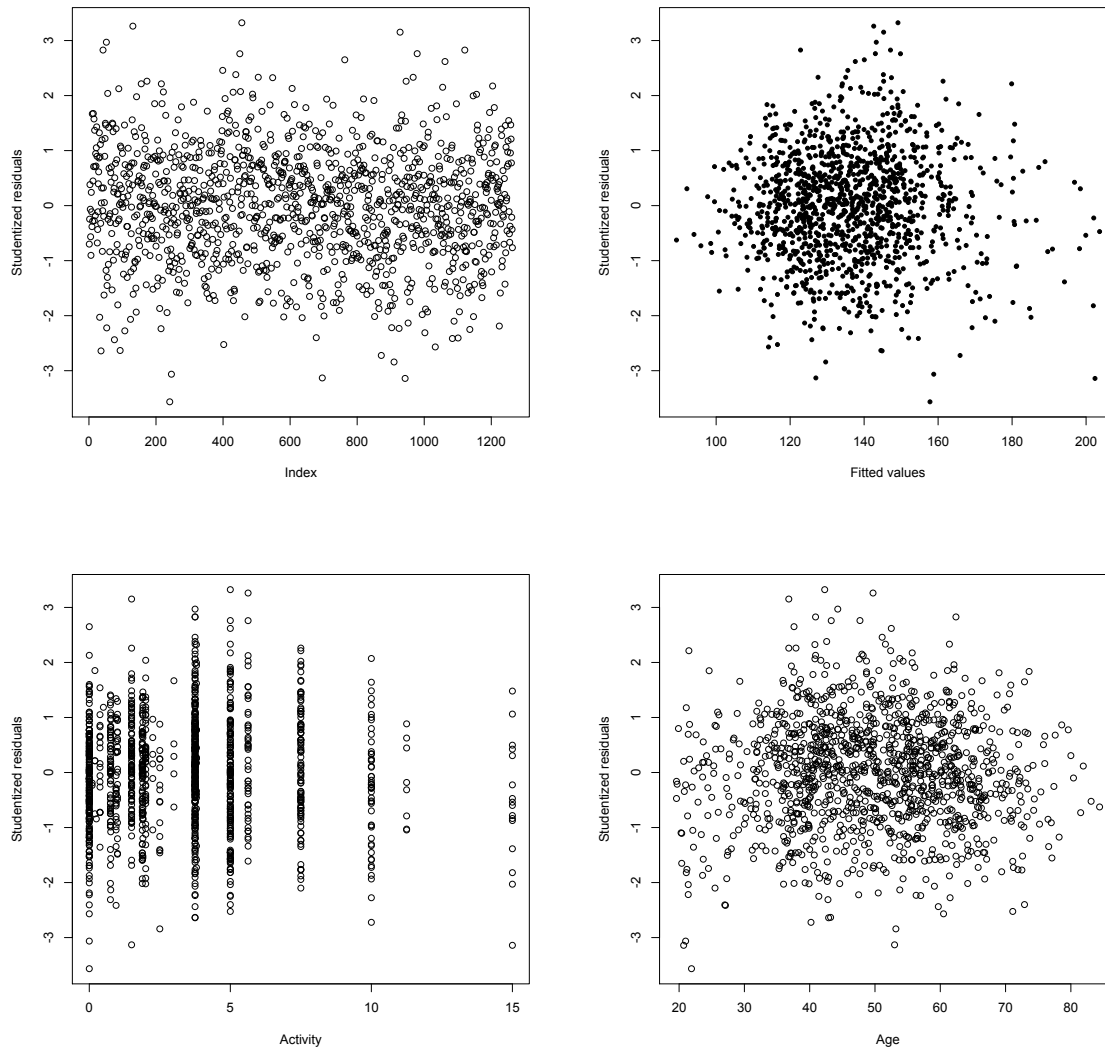 3
2
1
0
-1
-2
-3
Studentized residuals
0 200 400 600 800 1000 1200
Index
3
2
1
0
-1
-2
-3
Studentized residuals
100 120 140 160 180 200
Fitted values
3
2
1
0
-1
-2
-3
Studentized residuals
0 5 10 15
Activity
3
2
1
0
-1
-2
-3
Studentized residuals
20 30 40 50 60 70 80
Age